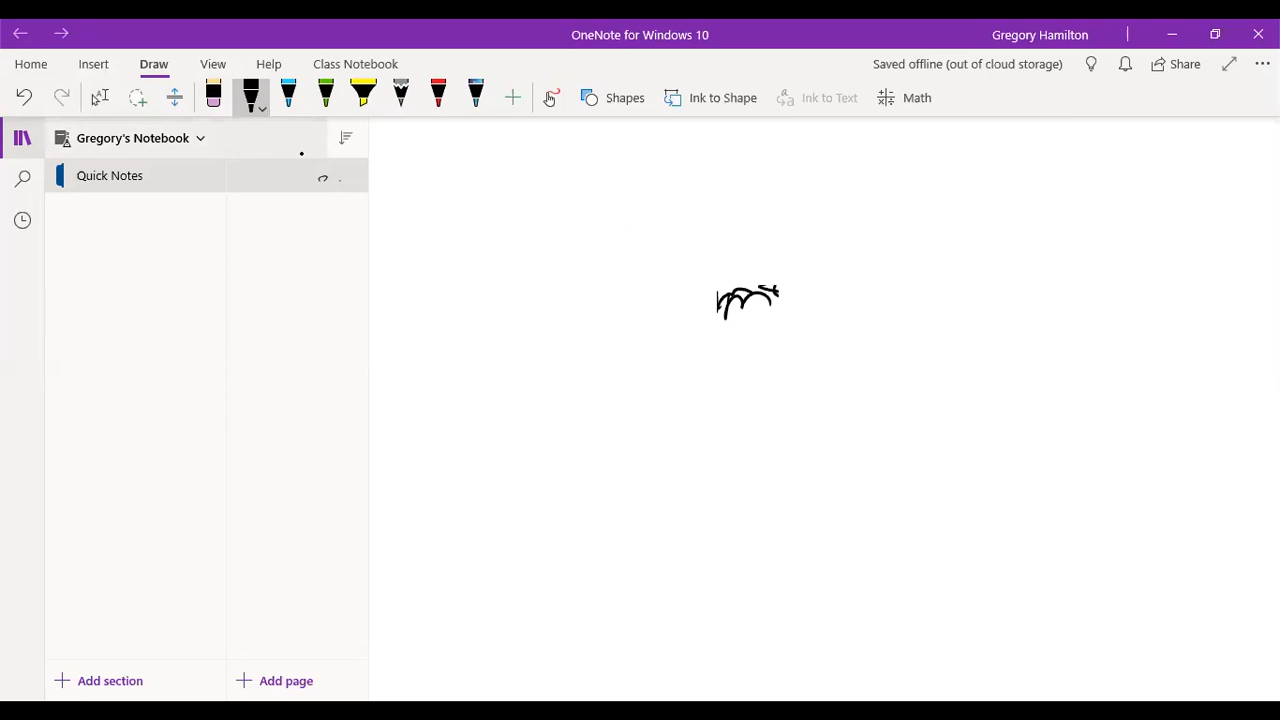 OneNote for Windows 10 Gregory Hamilton
Home Insert Draw View Help Class Notebook Saved offline (out of cloud storage) Share
Shapes Ink to Shape Ink to Text Math
Gregory's Notebook
Quick Notes
Add section Add page